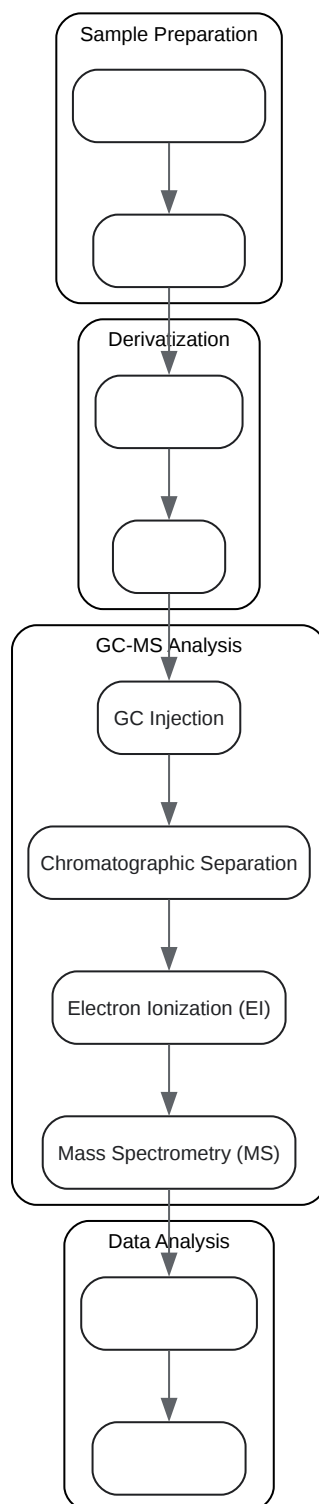 Sample Preparation
Derivatization
GC-MS Analysis
GC Injection
Chromatographic Separation
Electron Ionization (EI)
Mass Spectrometry (MS)
Data Analysis